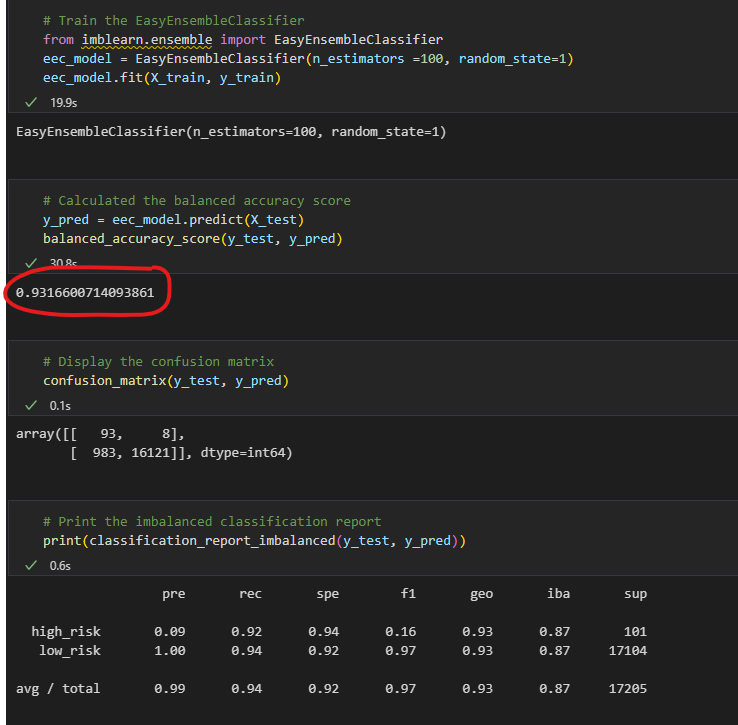 # Train the EasyEnsembleClassifier
from imblearn.ensemble import EasyEnsembleClassifier
eec_model = EasyEnsembleClassifier(n_estimators =100, random_state=1)
eec_model.fit(X_train, y_train)
19.9s
EasyEnsembleClassifier(n_estimators=100, random_state=1)
# Calculated the balanced accuracy score
y_pred = eec_model.predict(X_test)
balanced_accuracy_score(y_test, y_pred)
30.8s
0.9316600714093861
# Display the confusion matrix
confusion_matrix(y_test, y_pred)
0.1s
array([[   93,     8],
[  983, 16121]], dtype=int64)
# Print the imbalanced classification report
print(classification_report_imbalanced(y_test, y_pred))
0.6s
pre rec spe f1 geo iba sup
high_risk 0.09 0.92 0.94 0.16 0.93 0.87 101
low_risk 1.00 0.94 0.92 0.97 0.93 0.87 17104
avg / total 0.99 0.94 0.92 0.97 0.93 0.87 17205